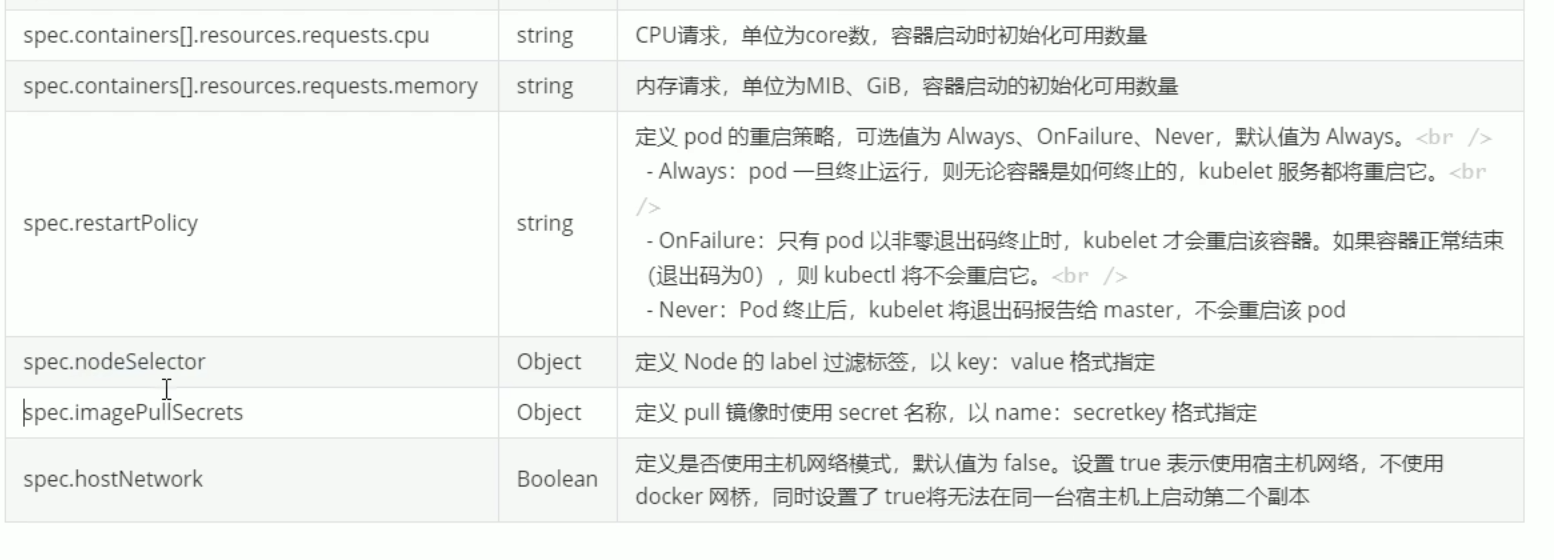 spec.containers[].resources.requests.cpu string CPU请求，单位为core数，容器启动时初始化可用数量
spec.containers[].resources.requests.memory string 内存请求，单位为MIB、GiB，容器启动的初始化可用数量
定义 pod 的重启策略，可选值为 Always、OnFailure、Never，默认值为 Always。<br />
- Always：pod 一旦终止运行，则无论容器是如何终止的，kubelet 服务都将重启它。<br
/>
spec.restartPolicy string
- OnFailure：只有 pod 以非零退出码终止时，kubelet 才会重启该容器。如果容器正常结束
（退出码为0），则 kubectl 将不会重启它。<br />
- Never：Pod 终止后，kubelet 将退出码报告给 master，不会重启该 pod
spec.nodeSelector Object 定义 Node 的 label 过滤标签，以 key：value 格式指定
spec.imagePullSecrets Object 定义 pull 镜像时使用 secret 名称，以 name：secretkey 格式指定
spec.hostNetwork Boolean 定义是否使用主机网络模式，默认值为 false。设置 true 表示使用宿主机网络，不使用
docker 网桥，同时设置了 true将无法在同一台宿主机上启动第二个副本